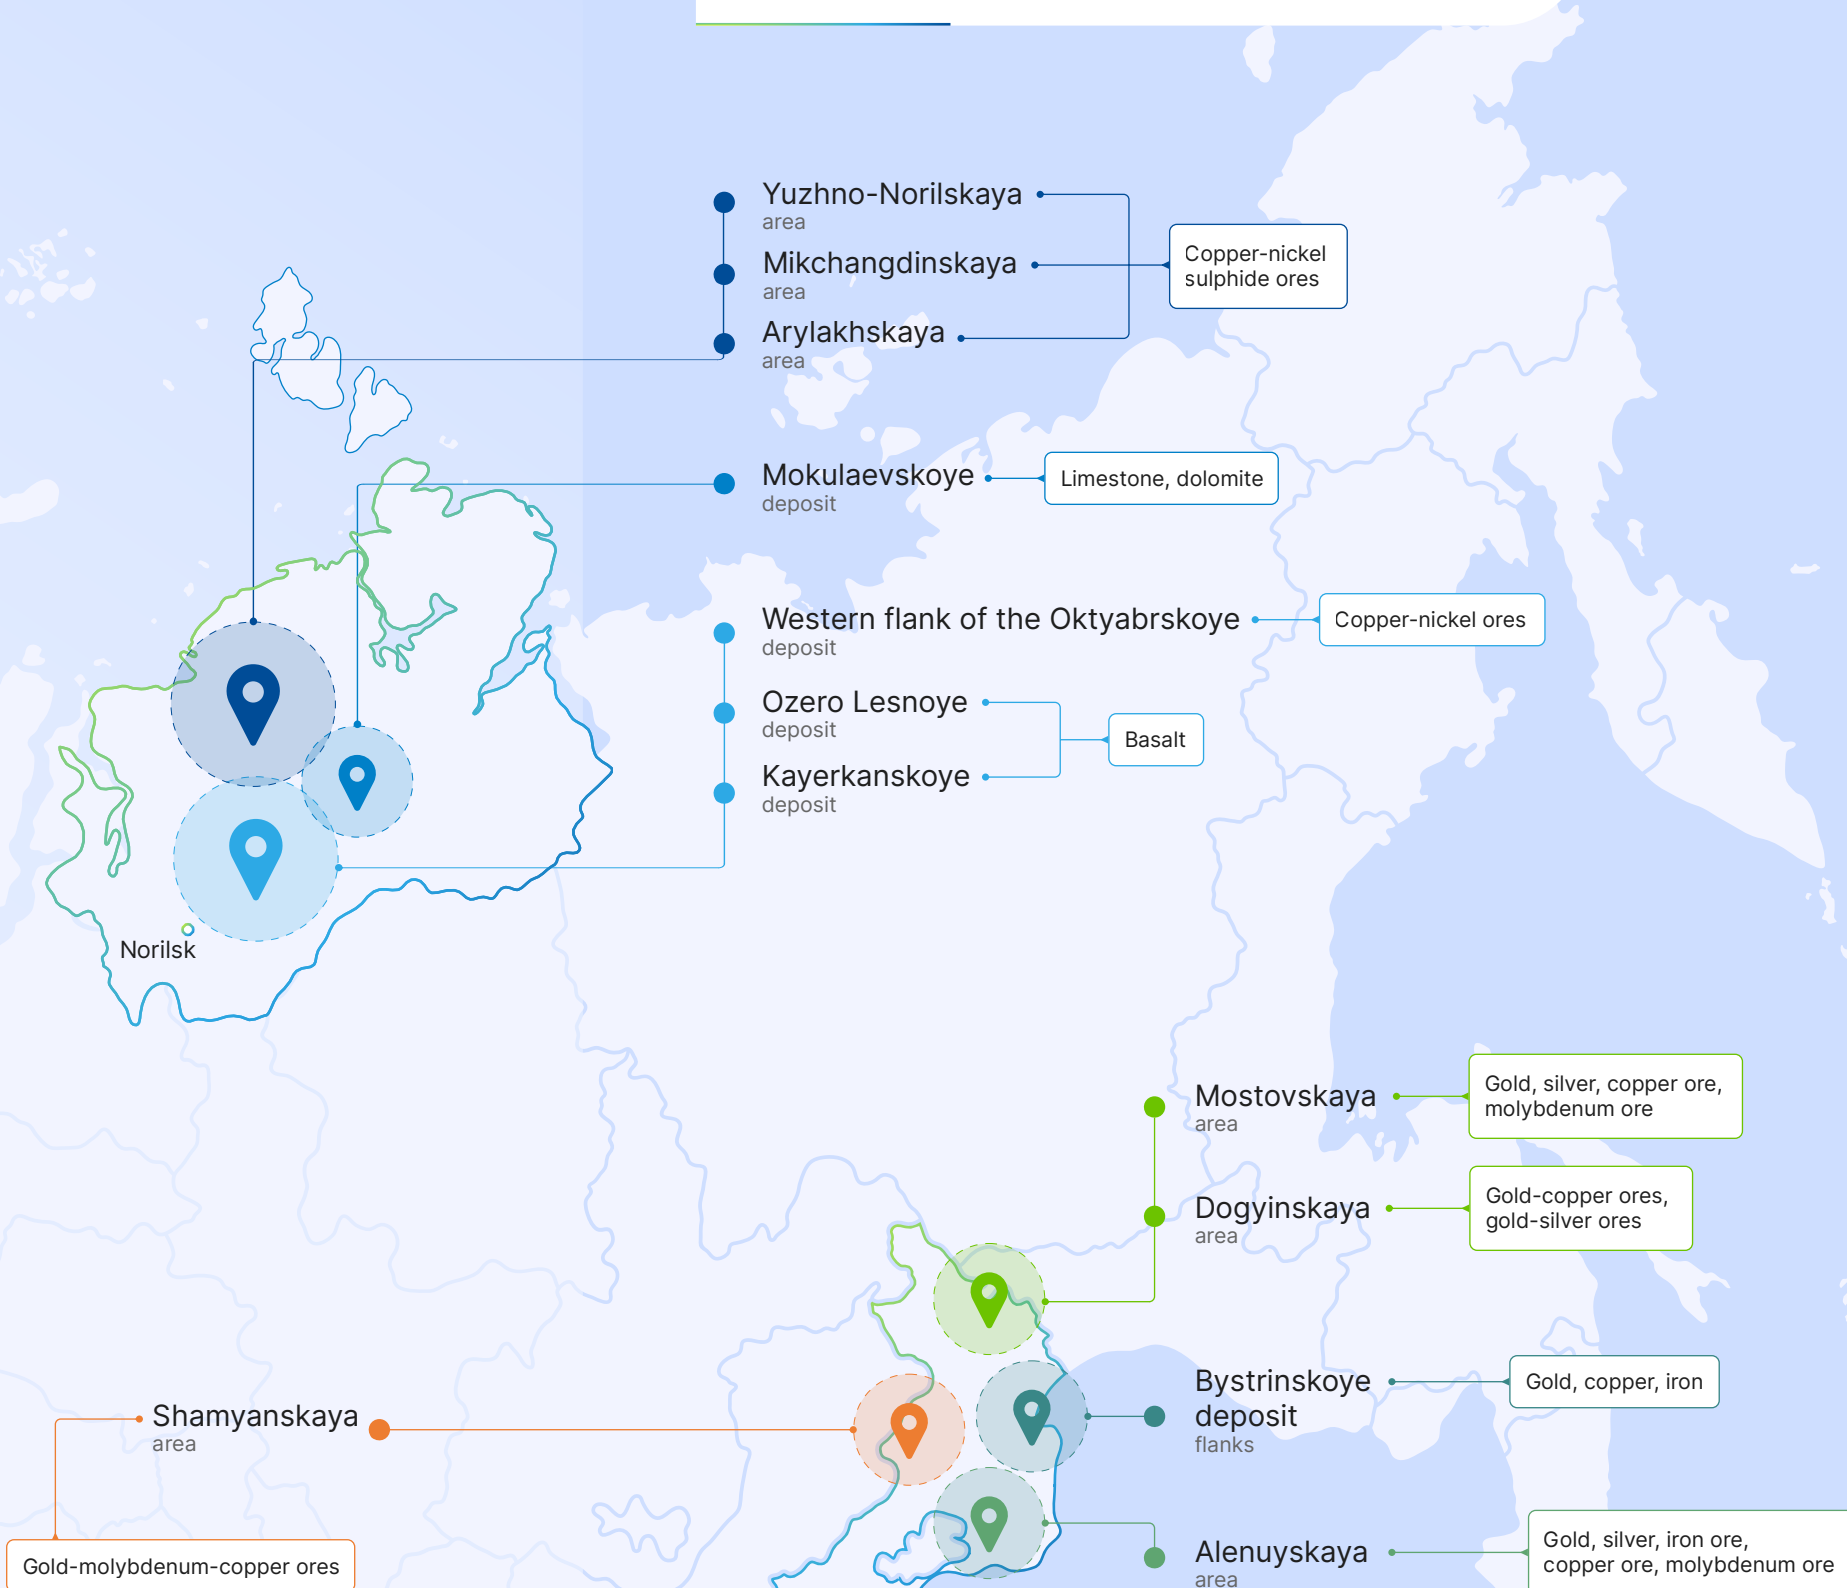 Yuzhno-Norilskaya
area
Mikchangdinskaya
area
Arylakhskaya
area
Copper-nickel
sulphide ores
Mokulaevskoye
deposit
Limestone, dolomite
Western flank of the Oktyabrskoye
deposit
Copper-nickel ores
Ozero Lesnoye
deposit
Kayerkanskoye
deposit
Basalt
Norilsk
Mostovskaya
area
Gold, silver, copper ore,
molybdenum ore
Dogyinskaya
area
Gold-copper ores,
gold-silver ores
Bystrinskoye
deposit
flanks
Gold, copper, iron
Shamyanskaya
area
Gold-molybdenum-copper ores
Alenuyskaya
area
Gold, silver, iron ore,
copper ore, molybdenum ore